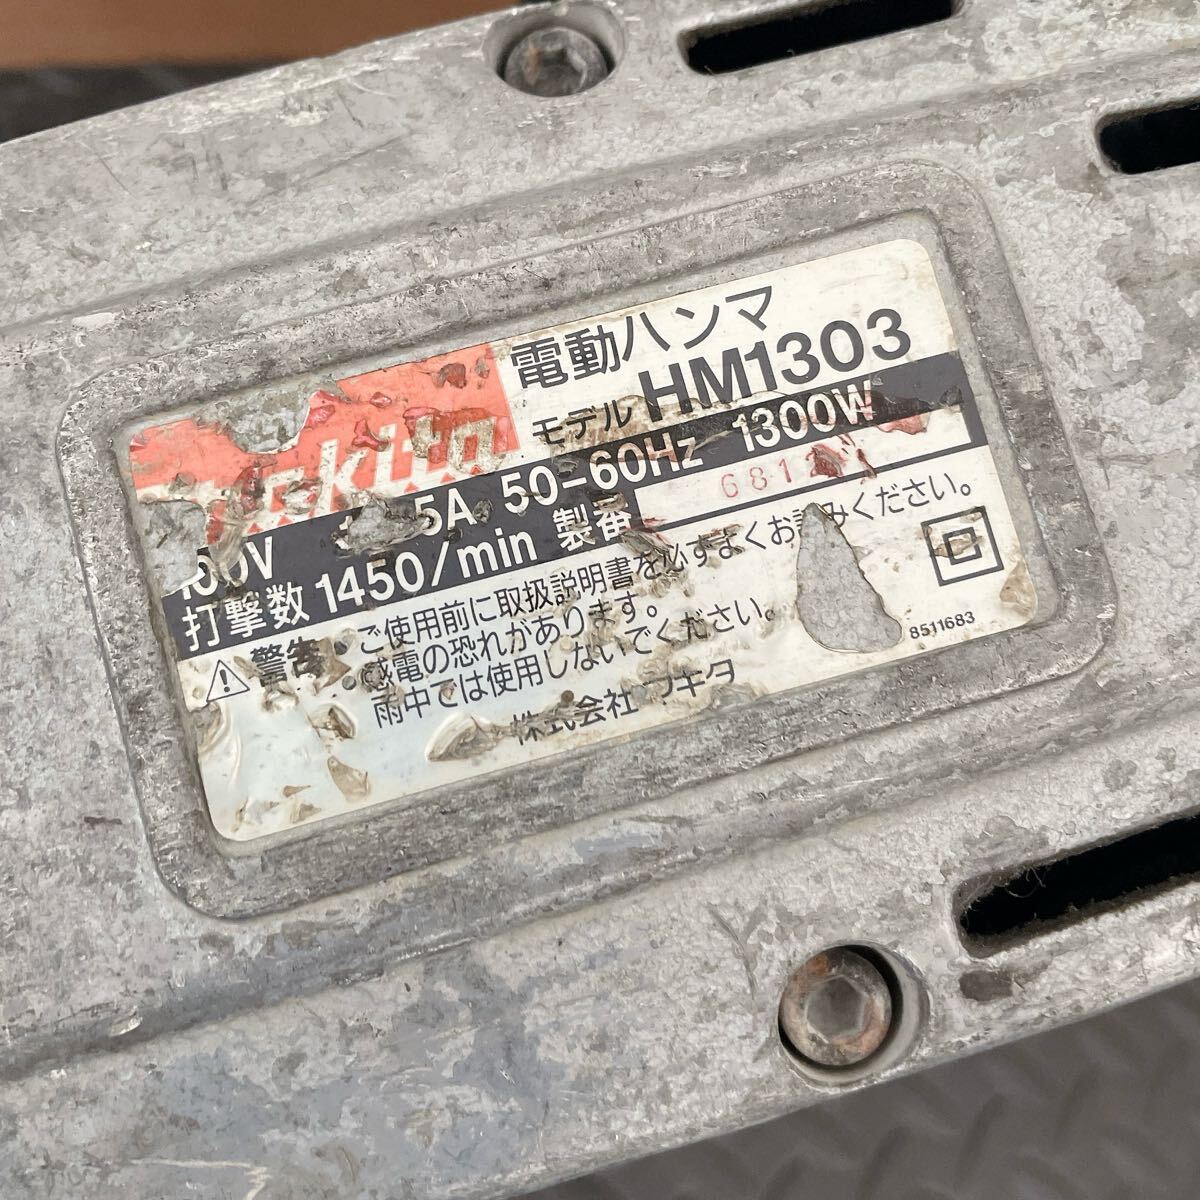 電動ハンマ
モデル HM1303
makita
100V 5A 50-60Hz 1300W
打撃数 1450/min 製番 6812
警告 ・ご使用前に取扱説明書を必ずよくお読みください。
・感電の恐れがあります。
雨中では使用しないでください。
株式会社 マキタ
8511683